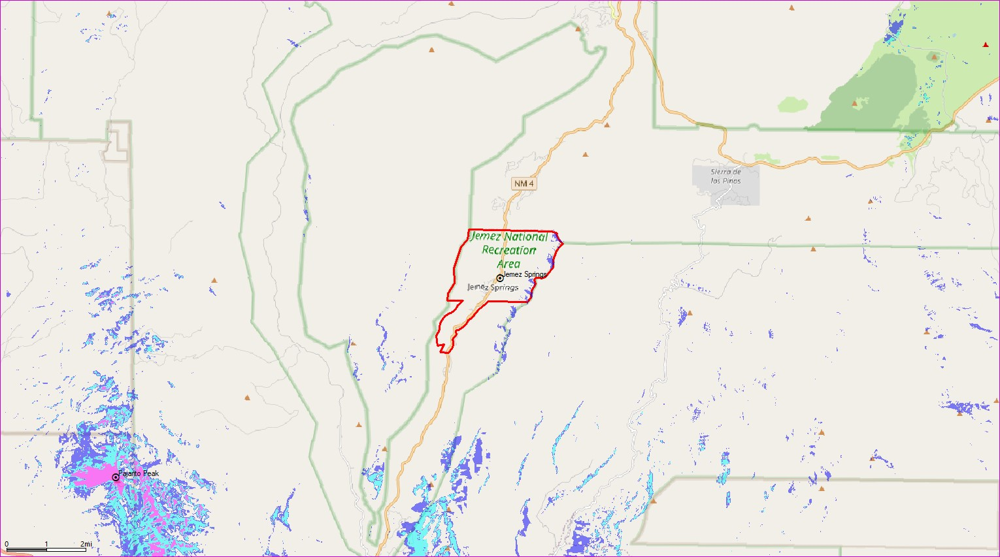 Sierra de
los Pinos
NM 4
Jemez National
Recreation
Area
Jemez Springs
Jemez Springs
Pajarito Peak
0 1 2mi